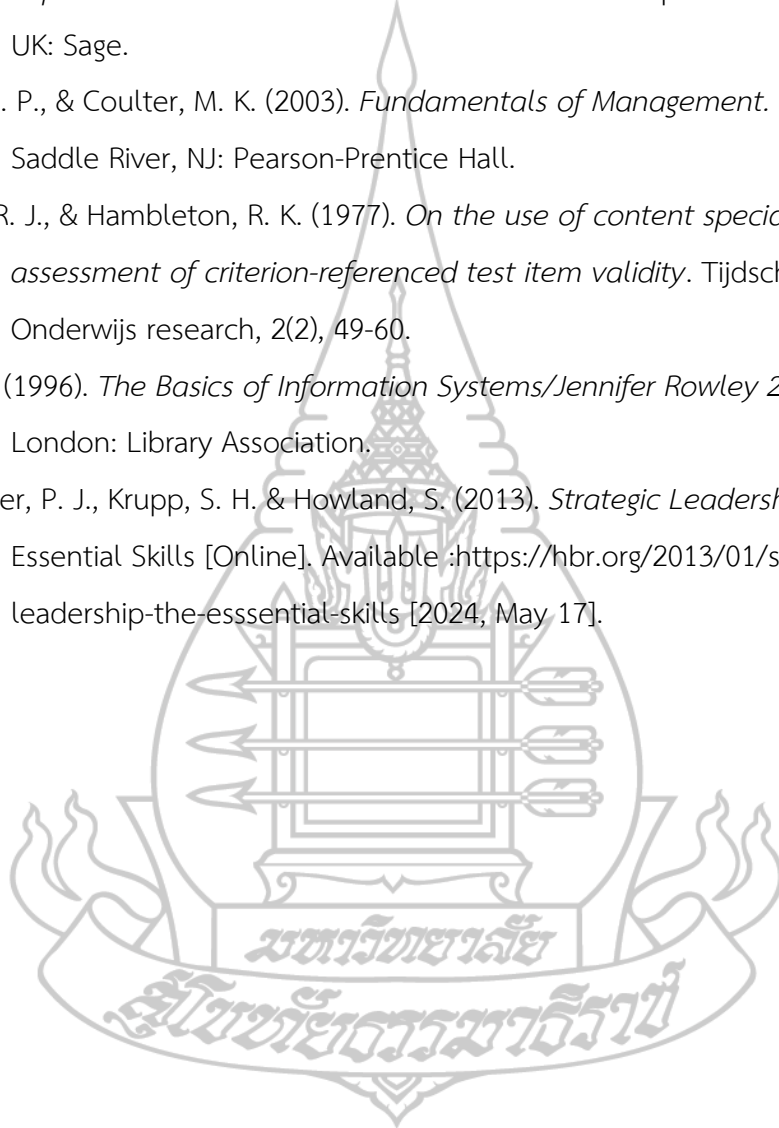 UK: Sage.
. P., & Coulter, M. K. (2003). Fundamentals of Management.
Saddle River, NJ: Pearson-Prentice Hall.
R. J., & Hambleton, R. K. (1977). On the use of content specia
assessment of criterion-referenced test item validity. Tijdsch
Onderwijs research, 2(2), 49-60.
(1996). The Basics of Information Systems/Jennifer Rowley 2
London: Library Association.
er, P. J., Krupp, S. H. & Howland, S. (2013). Strategic Leadersh
Essential Skills [Online]. Available :https://hbr.org/2013/01/s
leadership-the-esssential-skills [2024, May 17].
มหาวิทยาลัย
สุโขทัยธรรมาธิราช